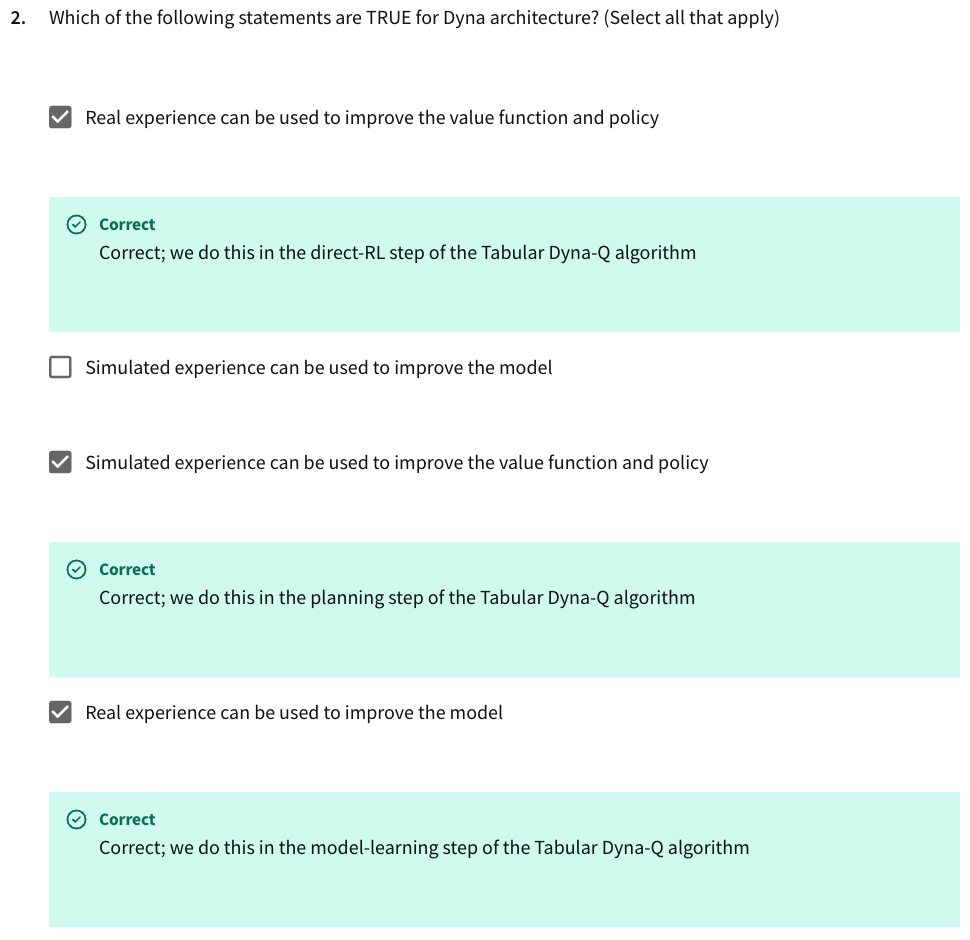 2. Which of the following statements are TRUE for Dyna architecture? (Select all that apply)
Real experience can be used to improve the value function and policy
Correct
Correct; we do this in the direct-RL step of the Tabular Dyna-Q algorithm
Simulated experience can be used to improve the model
Simulated experience can be used to improve the value function and policy
Correct
Correct; we do this in the planning step of the Tabular Dyna-Q algorithm
Real experience can be used to improve the model
Correct
Correct; we do this in the model-learning step of the Tabular Dyna-Q algorithm